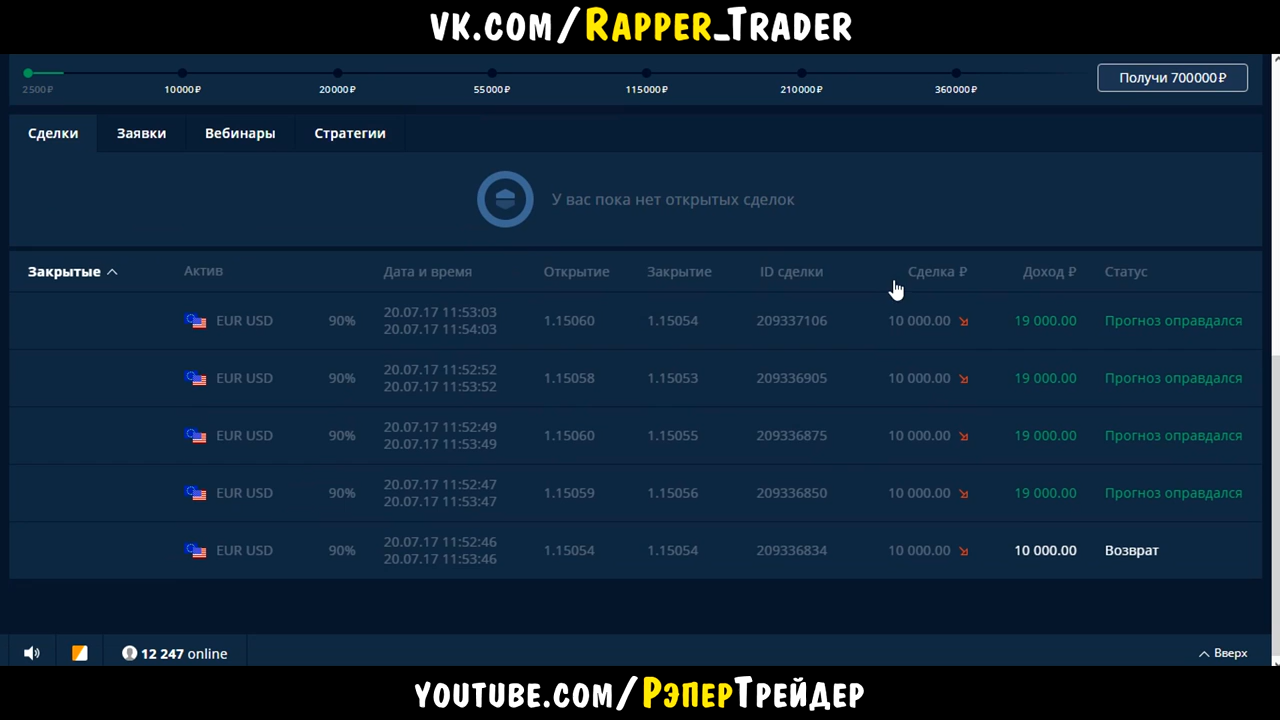 vk.com/Rapper_Trader
2500₽ 10000₽ 20000₽ 55000₽ 115000₽ 210000₽ 360000₽ Получи 700000₽
Сделки Заявки Вебинары Стратегии
У вас пока нет открытых сделок
Закрытые Актив Дата и время Открытие Закрытие ID сделки Сделка ₽ Доход ₽ Статус
EUR USD 90% 20.07.17 11:53:03 1.15060 1.15054 209337106 10 000.00 19 000.00 Прогноз оправдался
20.07.17 11:54:03
EUR USD 90% 20.07.17 11:52:52 1.15058 1.15053 209336905 10 000.00 19 000.00 Прогноз оправдался
20.07.17 11:53:52
EUR USD 90% 20.07.17 11:52:49 1.15060 1.15055 209336875 10 000.00 19 000.00 Прогноз оправдался
20.07.17 11:53:49
EUR USD 90% 20.07.17 11:52:47 1.15059 1.15056 209336850 10 000.00 19 000.00 Прогноз оправдался
20.07.17 11:53:47
EUR USD 90% 20.07.17 11:52:46 1.15054 1.15054 209336834 10 000.00 10 000.00 Возврат
20.07.17 11:53:46
12 247 online Вверх
youtube.com/РэперТрейдер